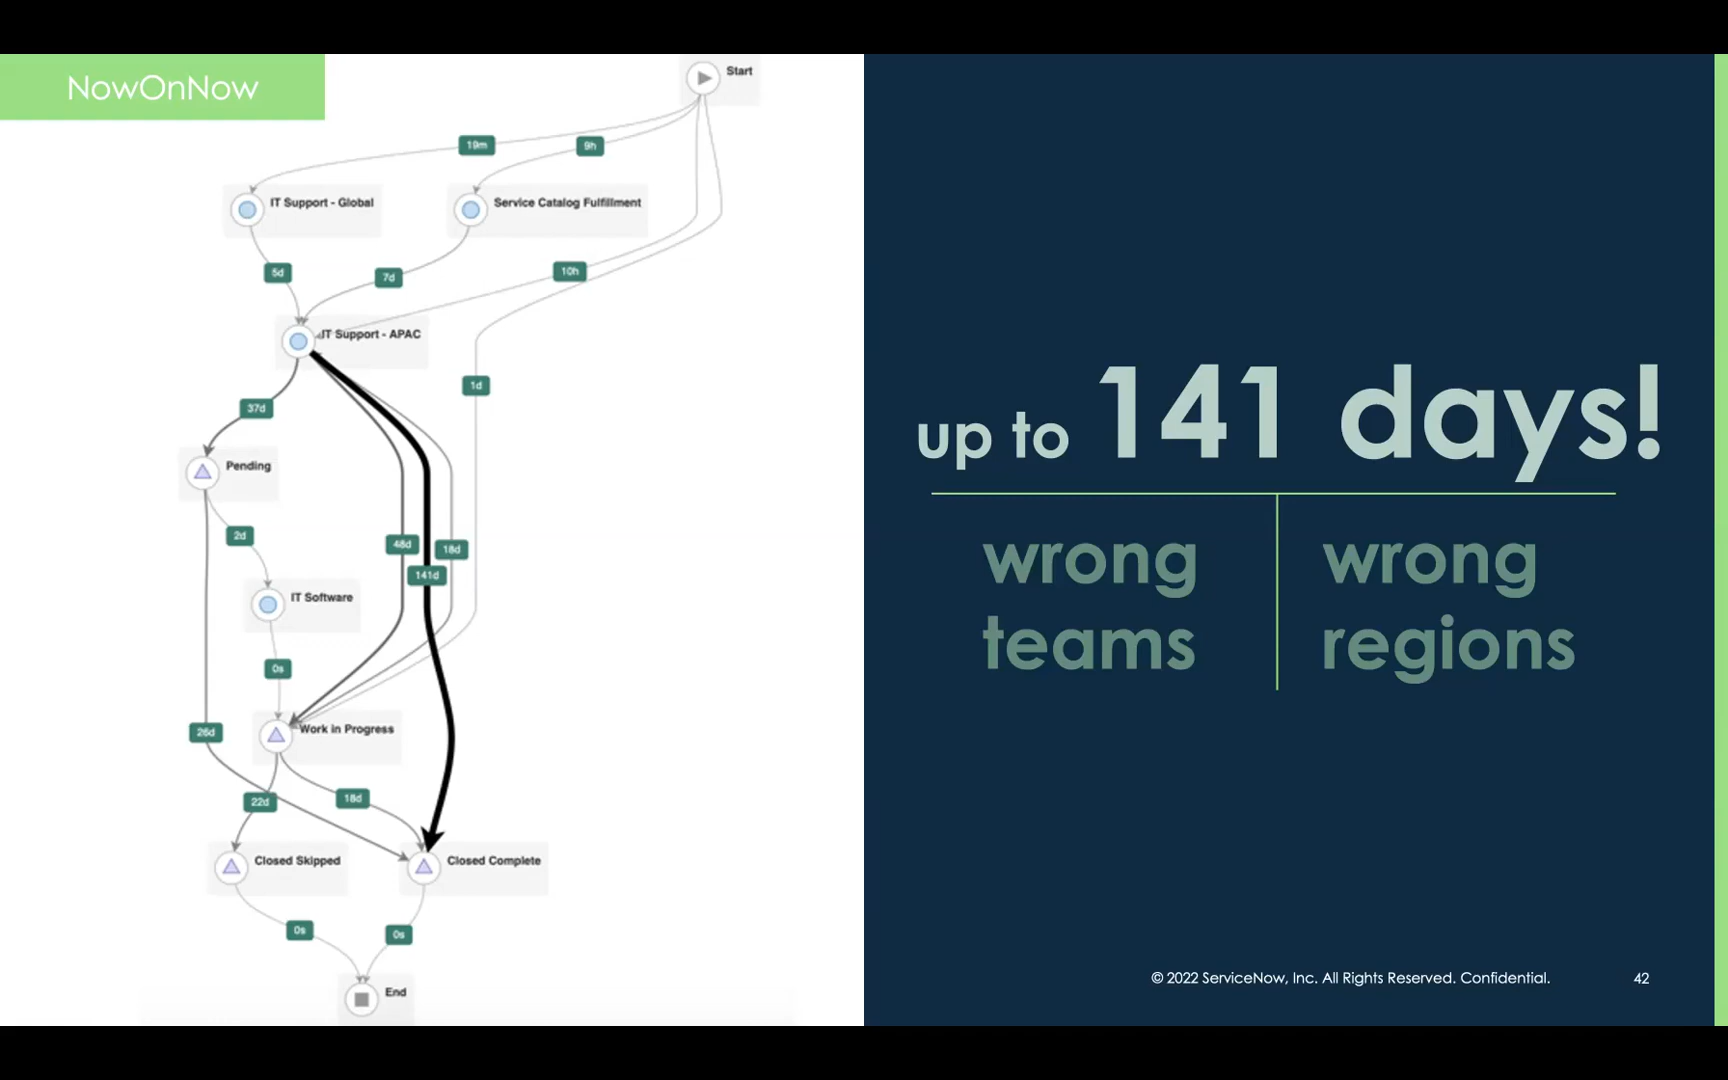 NowOnNow
Start
19m
9h
IT Support - Global
Service Catalog Fulfillment
5d
7d
10h
IT Support - APAC
1d
37d
Pending
2d
48d
18d
141d
IT Software
0s
Work in Progress
26d
22d
18d
Closed Skipped
Closed Complete
0s
0s
End
up to 141 days!
wrong
teams
wrong
regions
© 2022 ServiceNow, Inc. All Rights Reserved. Confidential.
42